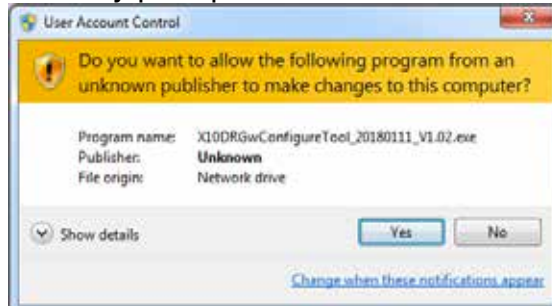 User Account Control
Do you want to allow the following program from an
unknown publisher to make changes to this computer?
Program name: X10DRGwConfigureTool_20180111_V1.02.exe
Publisher: Unknown
File origin: Network drive
Show details
Yes
No
Change when these notifications appear